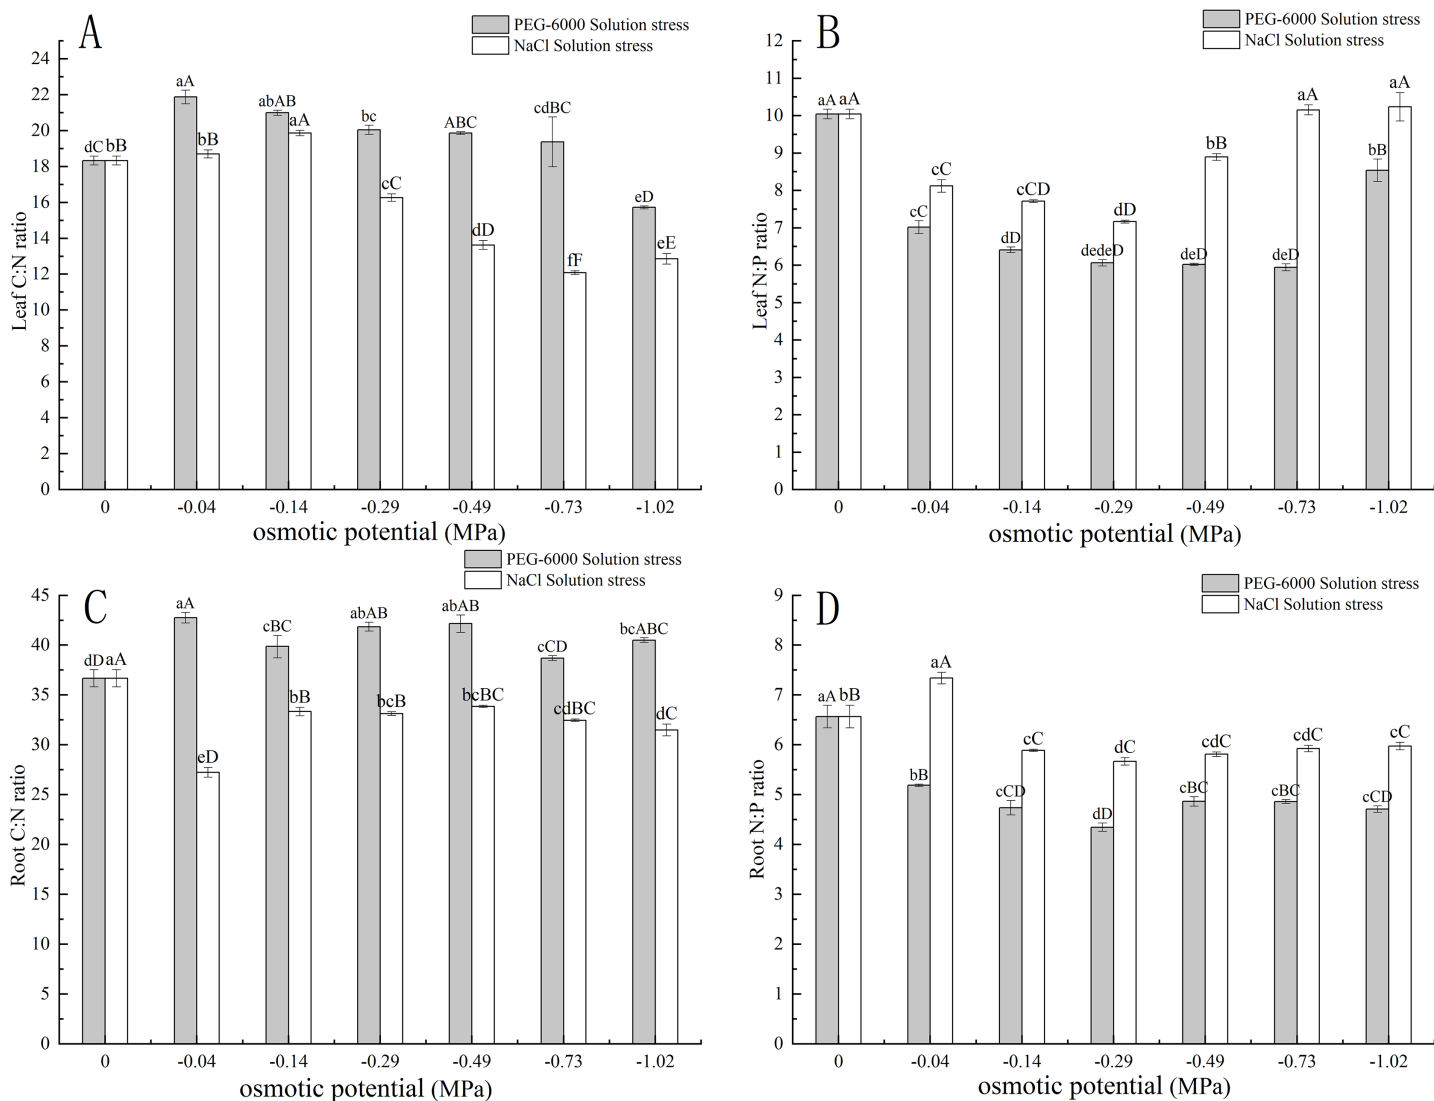 A
PEG-6000 Solution stress
NaCl Solution stress
24
22
20
18
16
14
12
10
8
6
4
2
0
Leaf C:N ratio
dC bB
aA
bB
abAB
aA
bc
cC
ABC
dD
cdBC
fF
eD
eE
0 -0.04 -0.14 -0.29 -0.49 -0.73 -1.02
osmotic potential (MPa)
B
PEG-6000 Solution stress
NaCl Solution stress
12
11
10
9
8
7
6
5
4
3
2
1
0
Leaf N:P ratio
aA aA
cC
cC
dD
cCD
dedeD
dD
deD
bB
deD
aA
bB
aA
0 -0.04 -0.14 -0.29 -0.49 -0.73 -1.02
osmotic potential (MPa)
C
PEG-6000 Solution stress
NaCl Solution stress
45
40
35
30
25
20
15
10
5
0
Root C:N ratio
dD aA
aA
eD
cBC
bB
abAB
bcB
abAB
bcBC
cCD
cdBC
bcABC
dC
0 -0.04 -0.14 -0.29 -0.49 -0.73 -1.02
osmotic potential (MPa)
D
PEG-6000 Solution stress
NaCl Solution stress
9
8
7
6
5
4
3
2
1
0
Root N:P ratio
aA bB
bB
aA
cCD
cC
dD
dC
cBC
cdC
cBC
cdC
cCD
cC
0 -0.04 -0.14 -0.29 -0.49 -0.73 -1.02
osmotic potential (MPa)